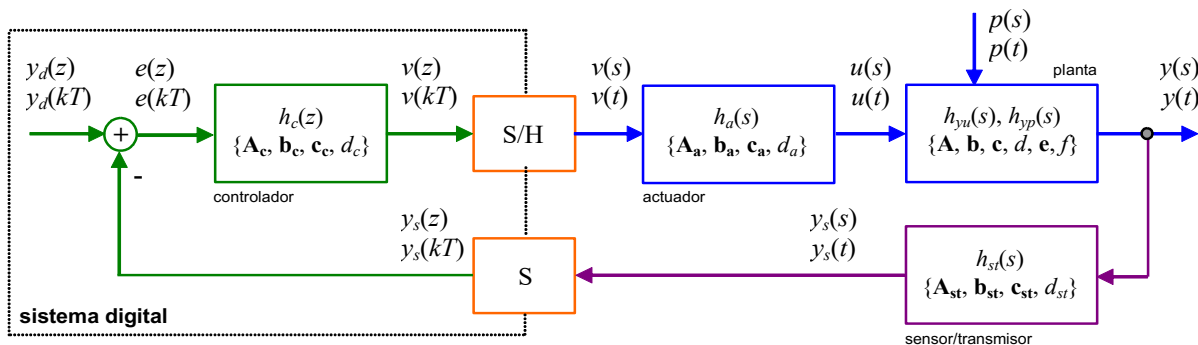 p(s)
p(t)
y_d(z)
y_d(kT)
e(z)
e(kT)
v(z)
v(kT)
v(s)
v(t)
u(s)
u(t)
planta
y(s)
y(t)
+
-
h_c(z)
{A_c, b_c, c_c, d_c}
controlador
S/H
h_a(s)
{A_a, b_a, c_a, d_a}
actuador
h_yu(s), h_yp(s)
{A, b, c, d, e, f}
y_s(z)
y_s(kT)
S
y_s(s)
y_s(t)
h_st(s)
{A_st, b_st, c_st, d_st}
sensor/transmisor
sistema digital